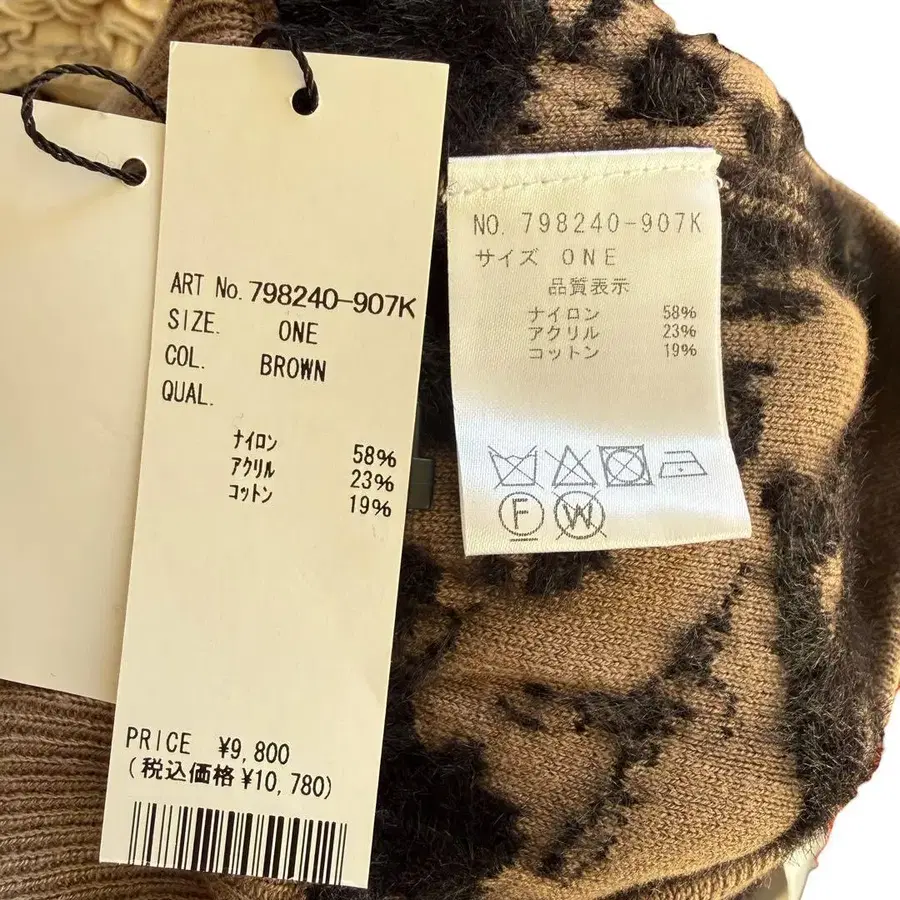 ART No. 798240-907K
SIZE. ONE
COL. BROWN
QUAL.
ナイロン 58%
アクリル 23%
コットン 19%
PRICE ¥9,800
(税込価格¥10,780)
NO. 798240-907K
サイズ ONE
品質表示
ナイロン 58%
アクリル 23%
コットン 19%
F W